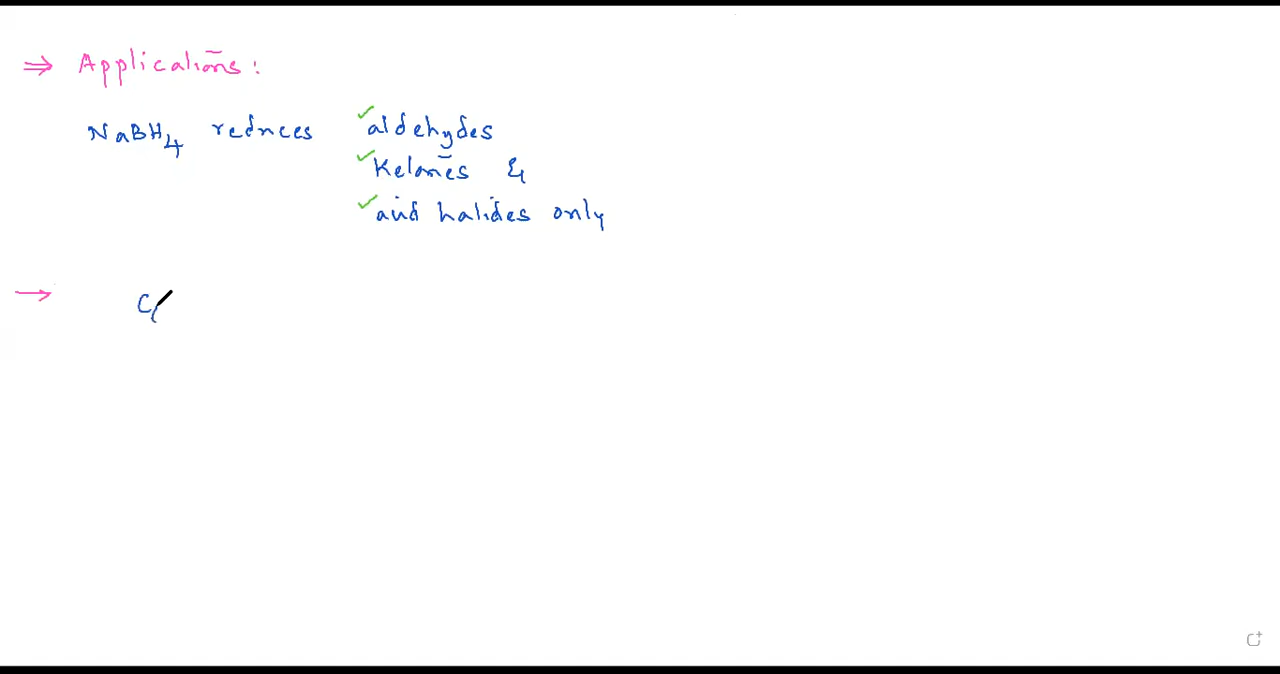 ⇒ Applications:
NaBH4 reduces ✓aldehydes
✓Ketones &
✓acid halides only
→ C